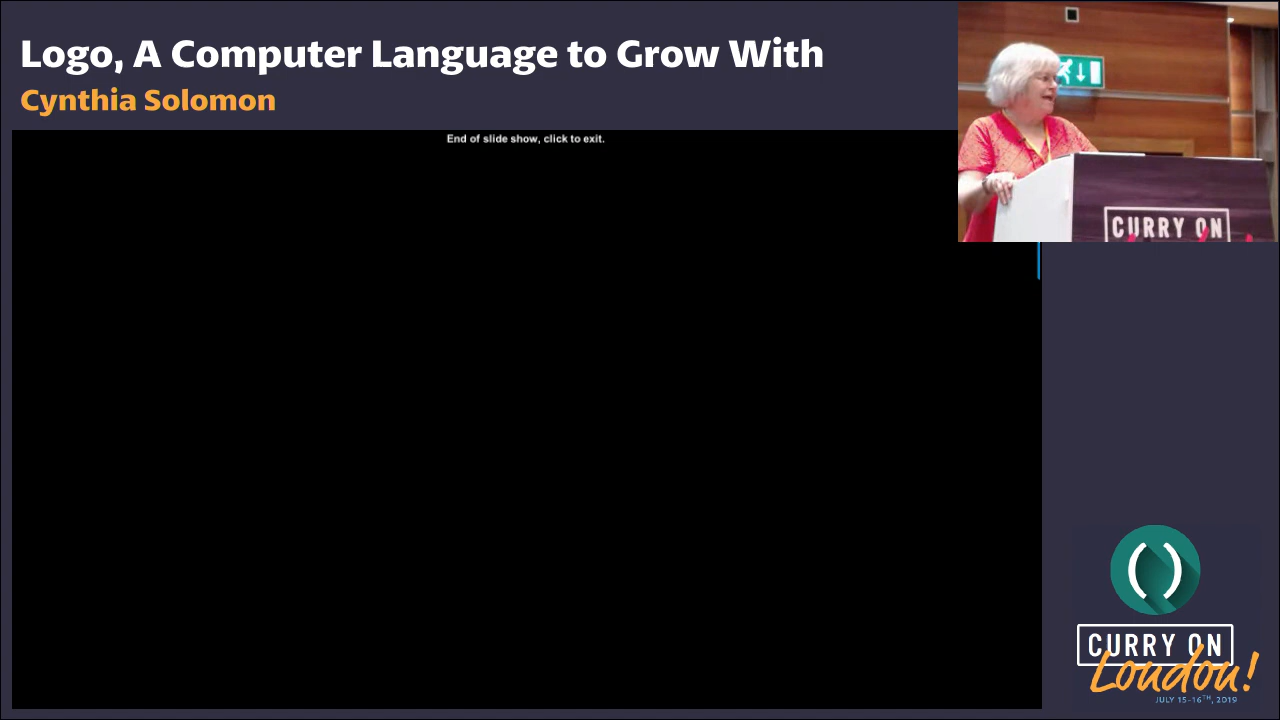 Logo, A Computer Language to Grow With
Cynthia Solomon
End of slide show, click to exit.
CURRY ON
CURRY ON
London!
JULY 15-16TH, 2019